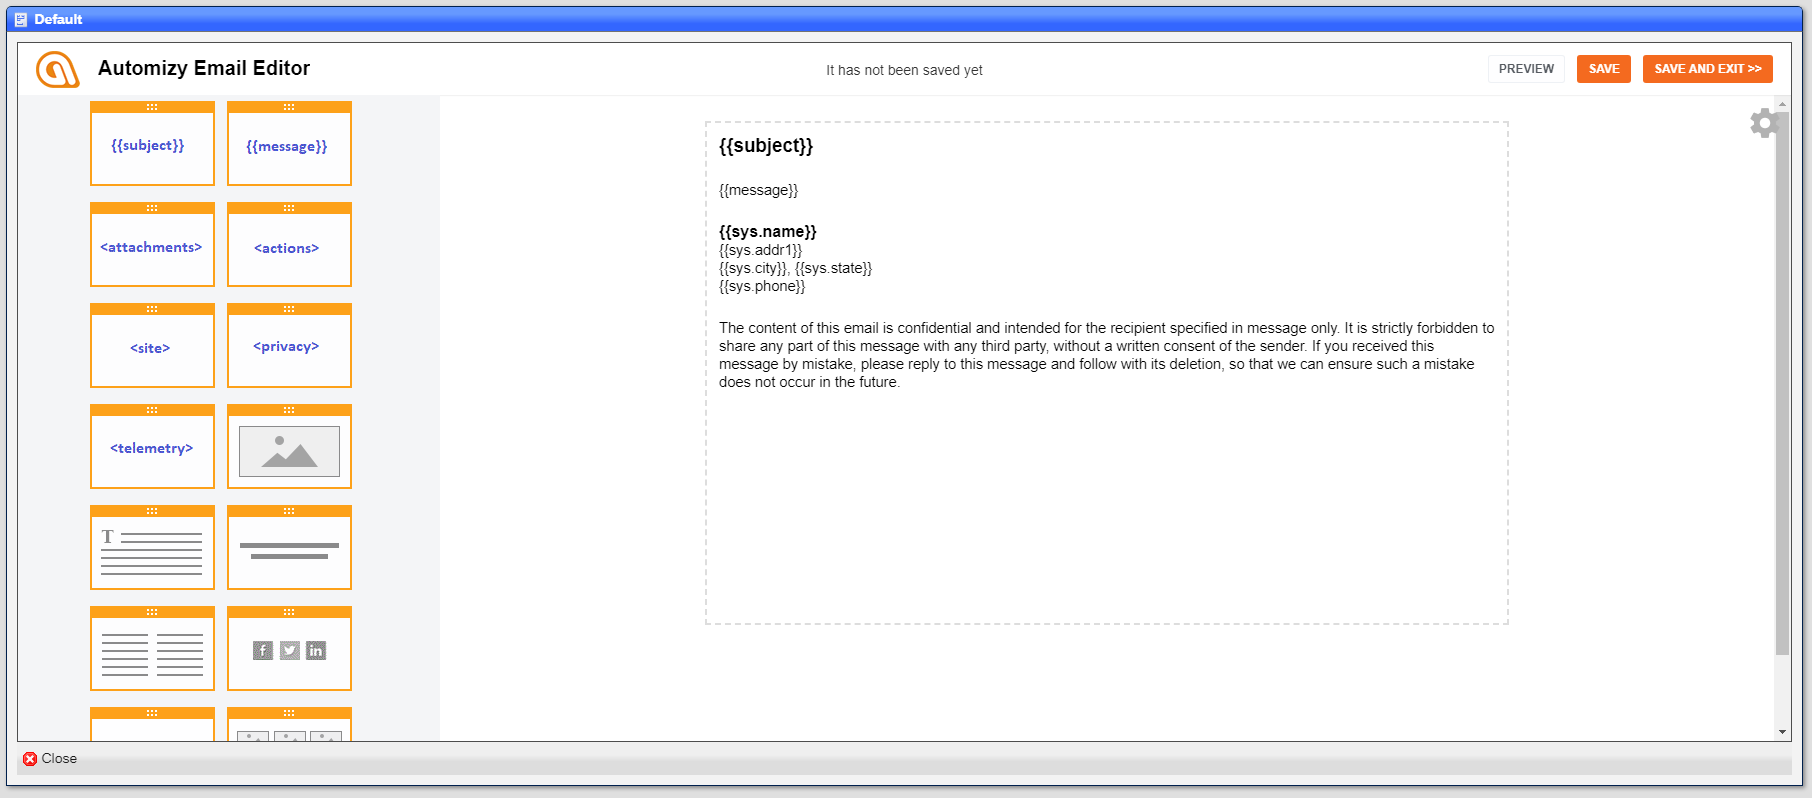 Default
Automizy Email Editor
It has not been saved yet
PREVIEW
SAVE
SAVE AND EXIT >>
{{subject}}
{{message}}
<attachments>
<actions>
<site>
<privacy>
<telemetry>
T
f
in
{{subject}}
{{message}}
{{sys.name}}
{{sys.addr1}}
{{sys.city}}, {{sys.state}}
{{sys.phone}}
The content of this email is confidential and intended for the recipient specified in message only. It is strictly forbidden to
share any part of this message with any third party, without a written consent of the sender. If you received this
message by mistake, please reply to this message and follow with its deletion, so that we can ensure such a mistake
does not occur in the future.
Close